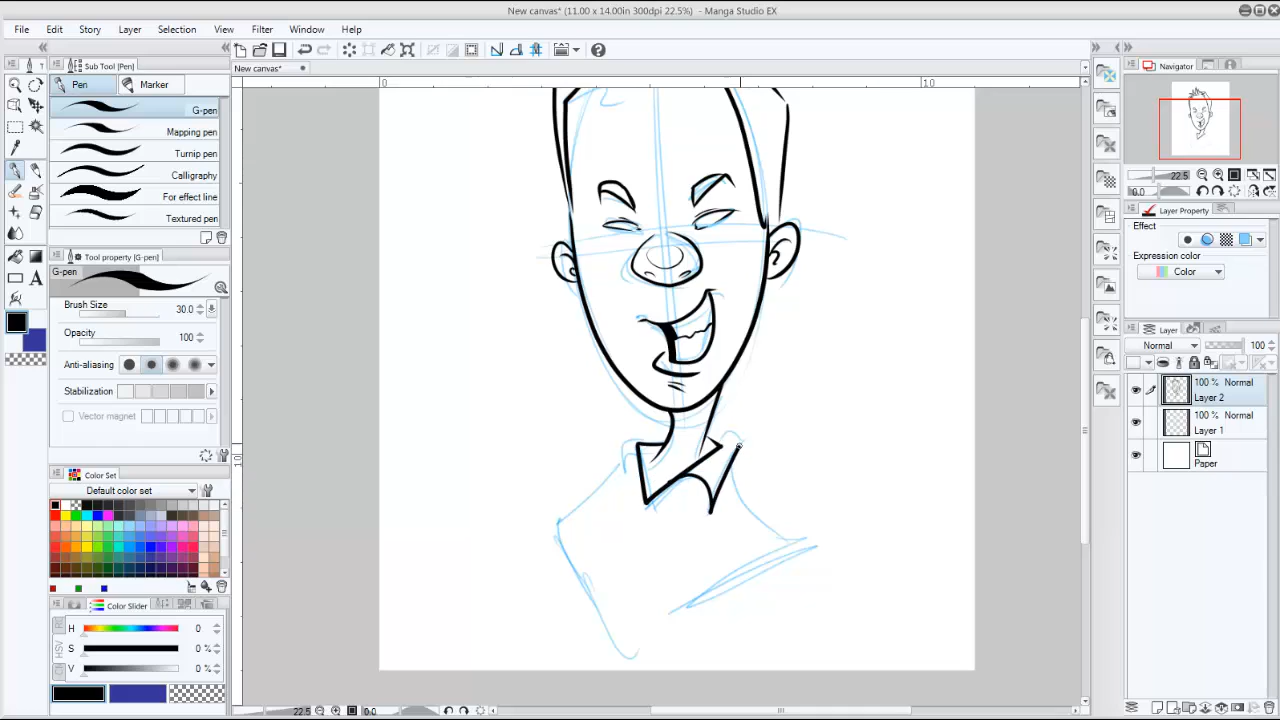 New canvas* (11.00 x 14.00in 300dpi 22.5%) - Manga Studio EX
File Edit Story Layer Selection View Filter Window Help
Sub Tool [Pen]
Pen Marker
G-pen
Mapping pen
Turnip pen
Calligraphy
For effect line
Textured pen
Tool property [G-pen]
G-pen
Brush Size 30.0
Opacity 100
Anti-aliasing
Stabilization
Vector magnet
Color Set
Default color set
Color Slider
HSV
H 0
S 0 %
V 0 %
New canvas*
0 10
10
22.5 0.0
Navigator
22.5
0.0
Layer Property
Effect
Expression color
Color
Layer
Normal 100
100 % Normal
Layer 2
100 % Normal
Layer 1
Paper